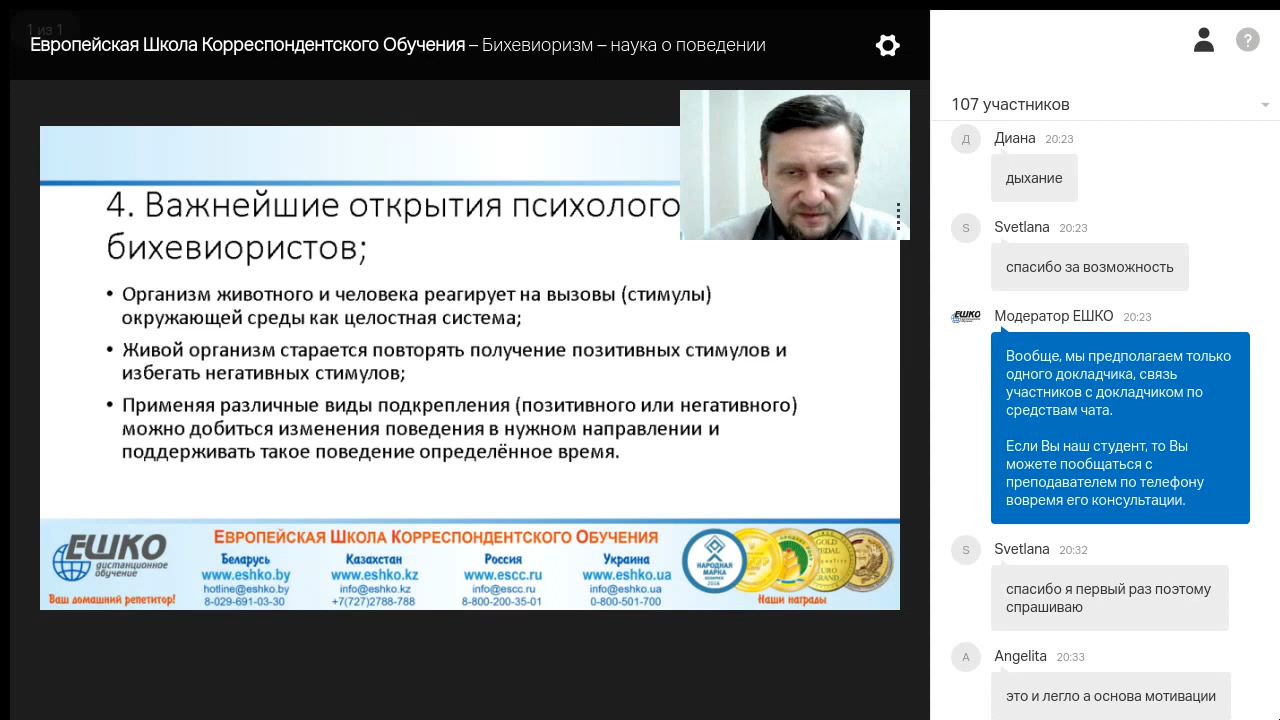 1 из 1
Европейская Школа Корреспондентского Обучения – Бихевиоризм – наука о поведении
4. Важнейшие открытия психолого
бихевиористов;
• Организм животного и человека реагирует на вызовы (стимулы)
окружающей среды как целостная система;
• Живой организм старается повторять получение позитивных стимулов и
избегать негативных стимулов;
• Применяя различные виды подкрепления (позитивного или негативного)
можно добиться изменения поведения в нужном направлении и
поддерживать такое поведение определённое время.
ЕШКО
дистанционное
обучение
Ваш домашний репетитор!
Европейская Школа Корреспондентского Обучения
Беларусь
www.eshko.by
hotline@eshko.by
8-029-691-03-30
Казахстан
www.eshko.kz
info@eshko.kz
+7(727)2788-788
Россия
www.escc.ru
info@escc.ru
8-800-200-35-01
Украина
www.eshko.ua
info@eshko.ua
0-800-501-700
НАРОДНАЯ
МАРКА
Наши награды
107 участников
Д
Диана 20:23
дыхание
S
Svetlana 20:23
спасибо за возможность
ЕШКО
Модератор ЕШКО 20:23
Вообще, мы предполагаем только
одного докладчика, связь
участников с докладчиком по
средствам чата.
Если Вы наш студент, то Вы
можете пообщаться с
преподавателем по телефону
вовремя его консультации.
S
Svetlana 20:32
спасибо я первый раз поэтому
спрашиваю
A
Angelita 20:33
это и легло а основа мотивации